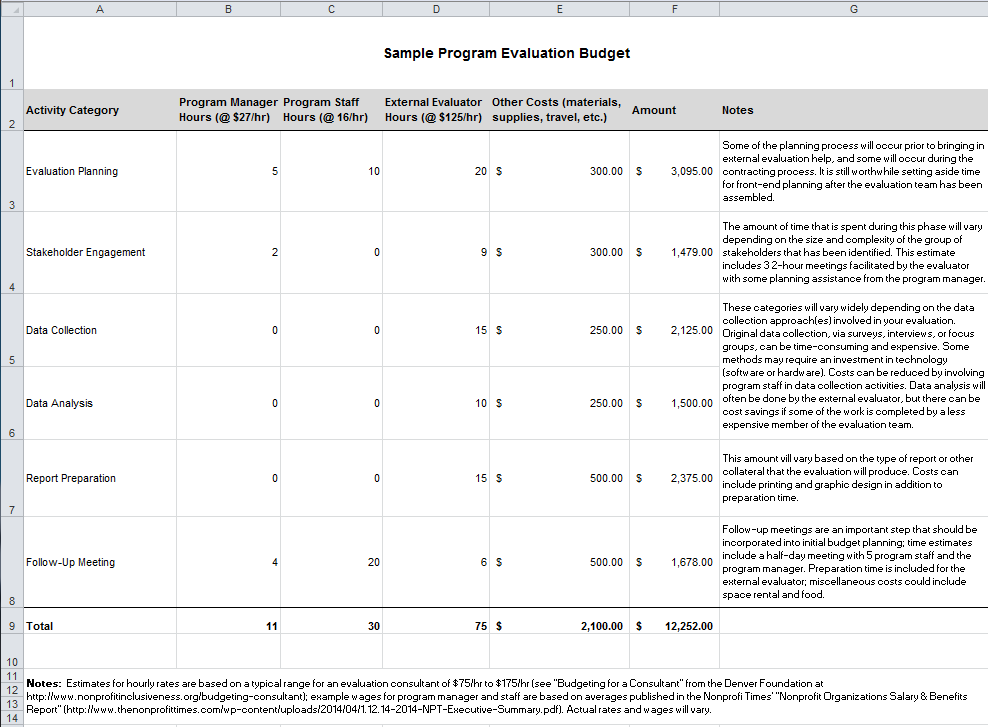 A B C D E F G
1
Sample Program Evaluation Budget
2
Activity Category
Program Manager
Hours (@ $27/hr)
Program Staff
Hours (@ 16/hr)
External Evaluator
Hours (@ $125/hr)
Other Costs (materials,
supplies, travel, etc.)
Amount
Notes
3
Evaluation Planning 5 10 20 $ 300.00 $ 3,095.00
Some of the planning process will occur prior to bringing in
external evaluation help, and some will occur during the
contracting process. It is still worthwhile setting aside time
for front-end planning after the evaluation team has been
assembled.
4
Stakeholder Engagement 2 0 9 $ 300.00 $ 1,479.00
The amount of time that is spent during this phase will vary
depending on the size and complexity of the group of
stakeholders that has been identified. This estimate
includes 3 2-hour meetings facilitated by the evaluator
with some planning assistance from the program manager.
5
Data Collection 0 0 15 $ 250.00 $ 2,125.00
6
Data Analysis 0 0 10 $ 250.00 $ 1,500.00
These categories will vary widely depending on the data
collection approach(es) involved in your evaluation.
Original data collection, via surveys, interviews, or focus
groups, can be time-consuming and expensive. Some
methods may require an investment in technology
(software or hardware). Costs can be reduced by involving
program staff in data collection activities. Data analysis will
often be done by the external evaluator, but there can be
cost savings if some of the work is completed by a less
expensive member of the evaluation team.
7
Report Preparation 0 0 15 $ 500.00 $ 2,375.00
This amount vill vary based on the type of report or other
collateral that the evaluation will produce. Costs can
include printing and graphic design in addition to
preparation time.
8
Follow-Up Meeting 4 20 6 $ 500.00 $ 1,678.00
Follow-up meetings are an important step that should be
incorporated into initial budget planning; time estimates
include a half-day meeting with 5 program staff and the
program manager. Preparation time is included for the
external evaluator; miscellaneous costs could include
space rental and food.
9 Total 11 30 75 $ 2,100.00 $ 12,252.00
10
11
12
13
14
Notes: Estimates for hourly rates are based on a typical range for an evaluation consultant of $75/hr to $175/hr (see "Budgeting for a Consultant" from the Denver Foundation at
http://www.nonprofitinclusiveness.org/budgeting-consultant); example wages for program manager and staff are based on averages published in the Nonprofi Times' "Nonprofit Organizations Salary & Benefits
Report" (http://www.thenonprofittimes.com/wp-content/uploads/2014/04/1.12.14-2014-NPT-Executive-Summary.pdf). Actual rates and wages will vary.